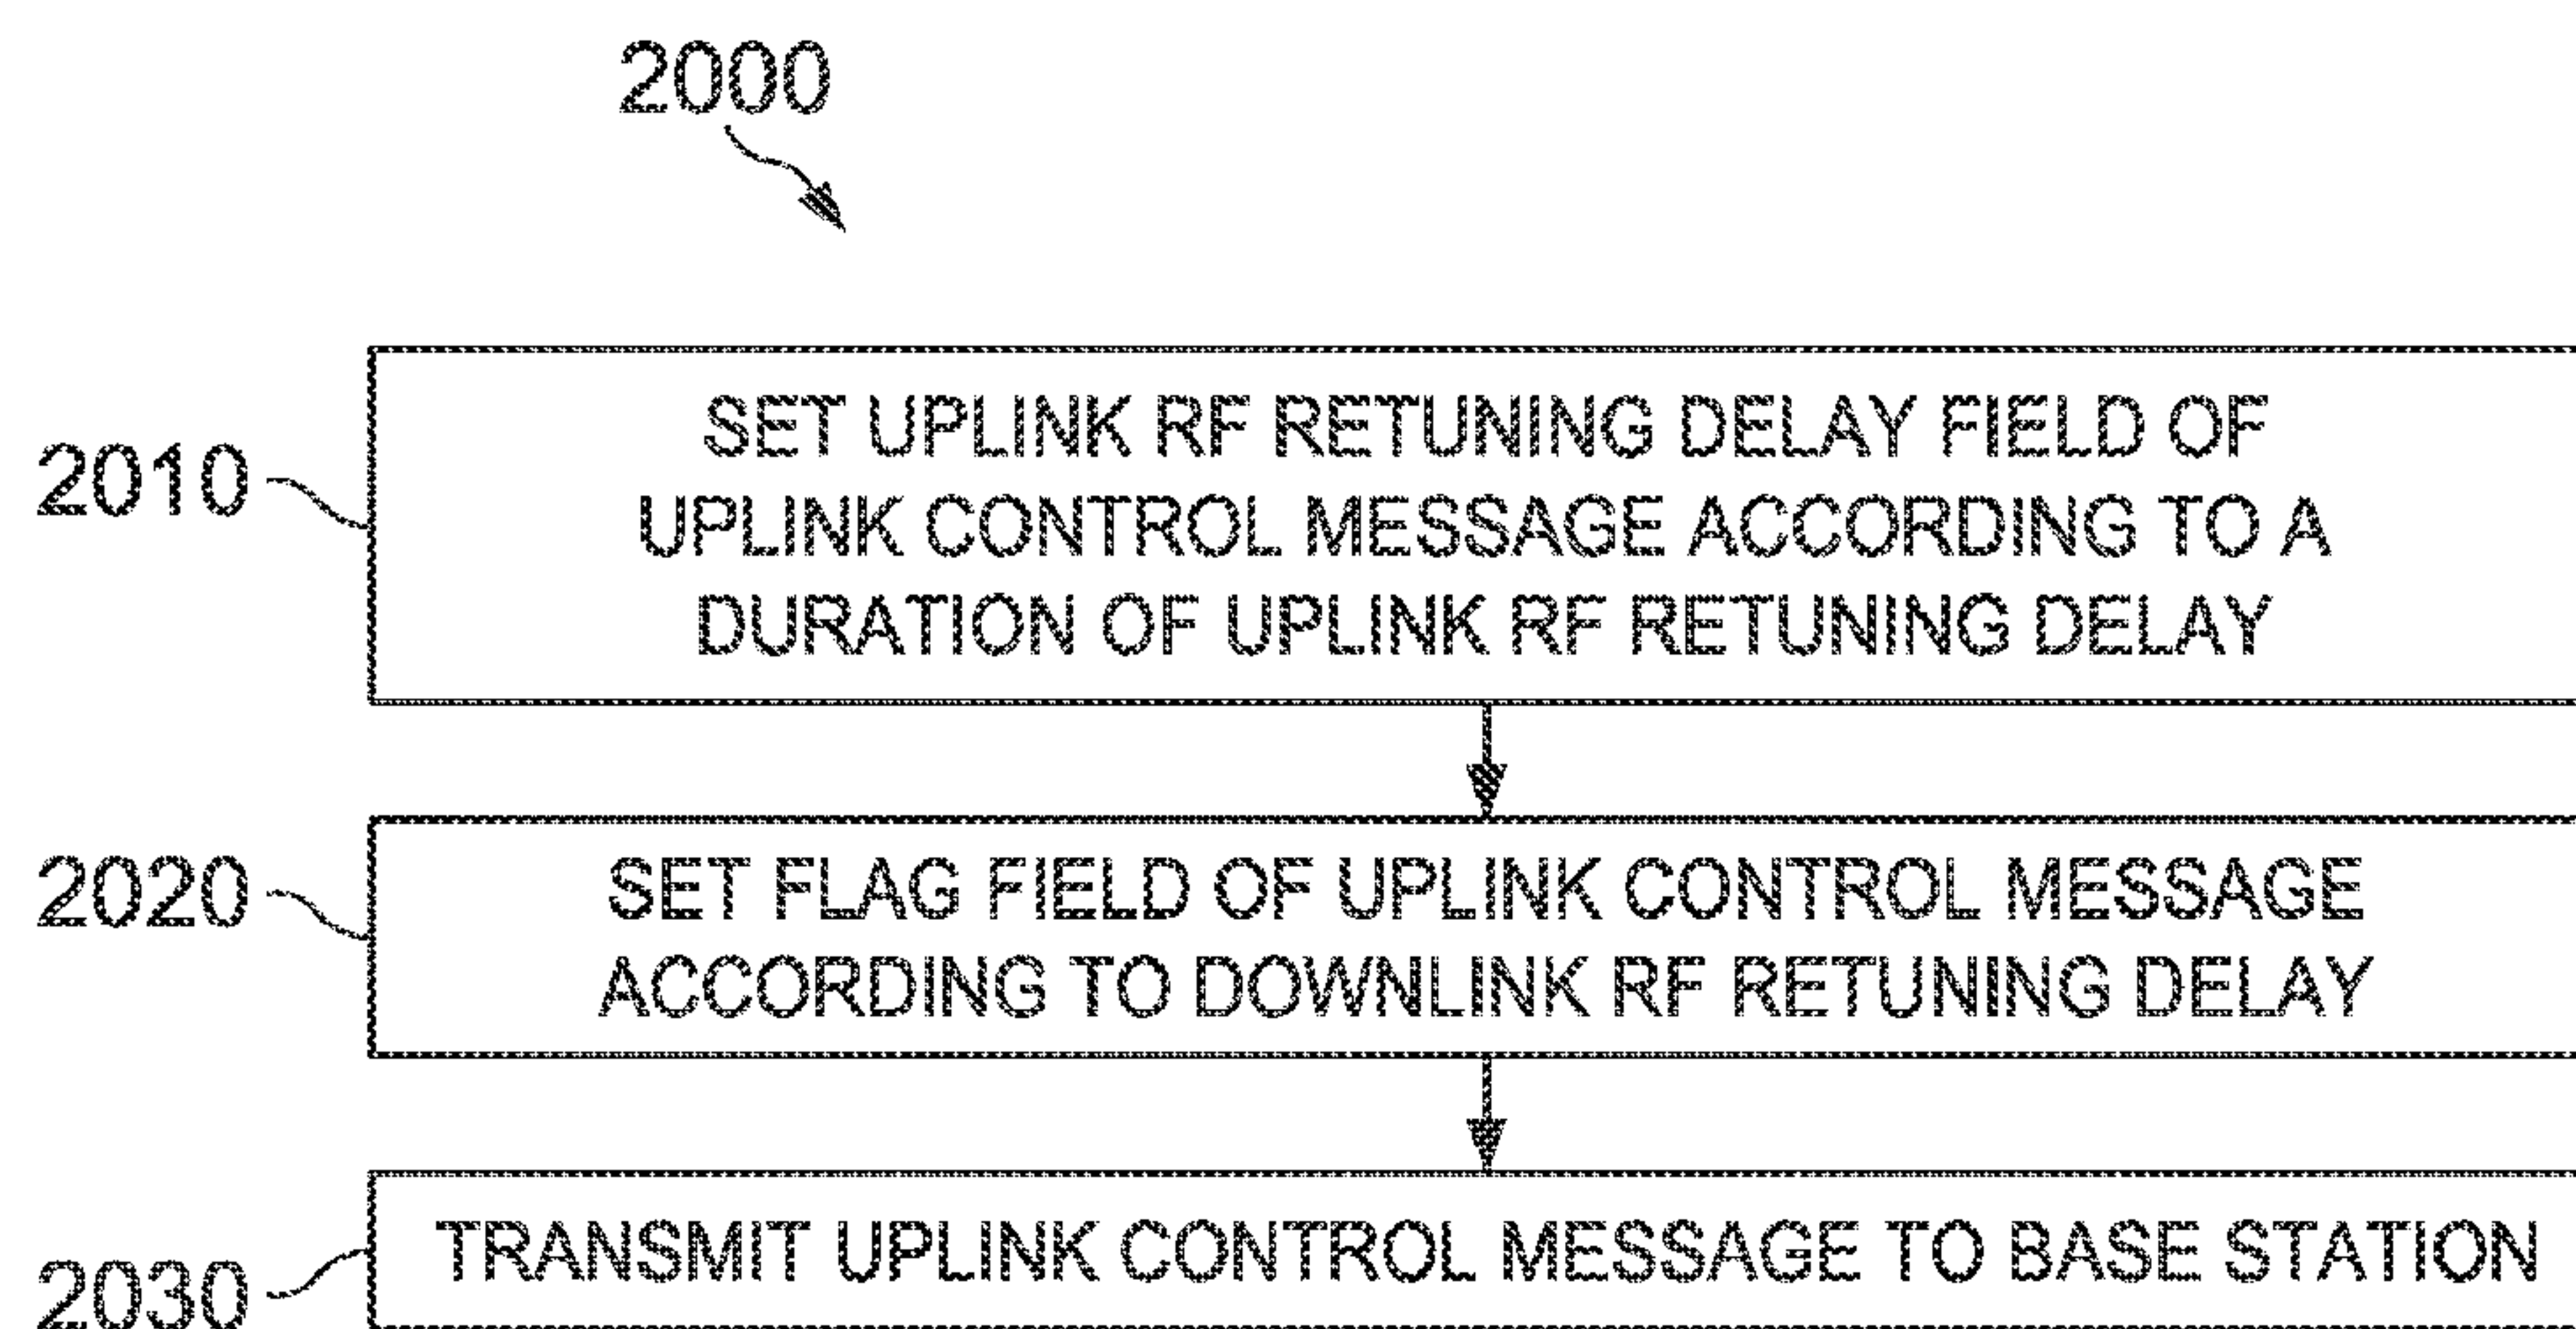 2000
2010
SET UPLINK RF RETUNING DELAY FIELD OF
UPLINK CONTROL MESSAGE ACCORDING TO A
DURATION OF UPLINK RF RETUNING DELAY
2020
SET FLAG FIELD OF UPLINK CONTROL MESSAGE
ACCORDING TO DOWNLINK RF RETUNING DELAY
2030
TRANSMIT UPLINK CONTROL MESSAGE TO BASE STATION